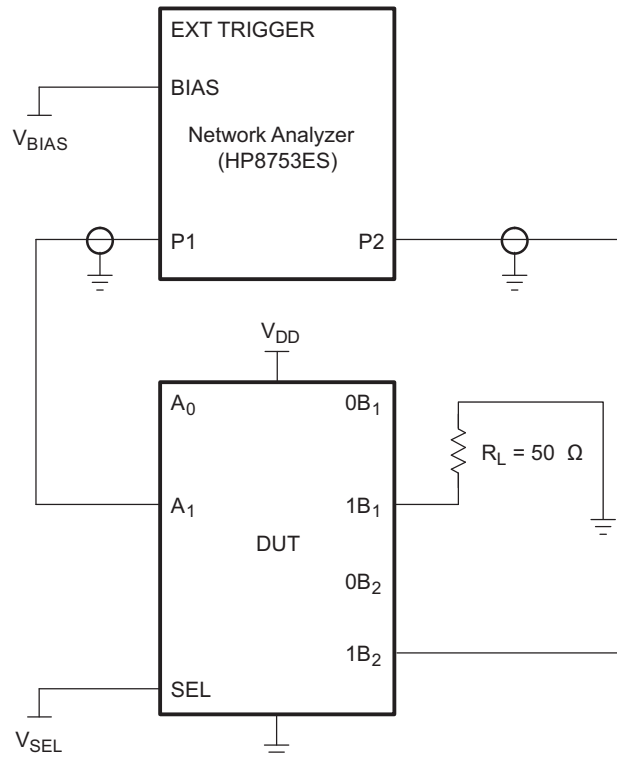 EXT TRIGGER
BIAS
V_BIAS
Network Analyzer
(HP8753ES)
P1
P2
V_DD
A_0
0B_1
R_L = 50 Ω
A_1
1B_1
DUT
0B_2
1B_2
SEL
V_SEL